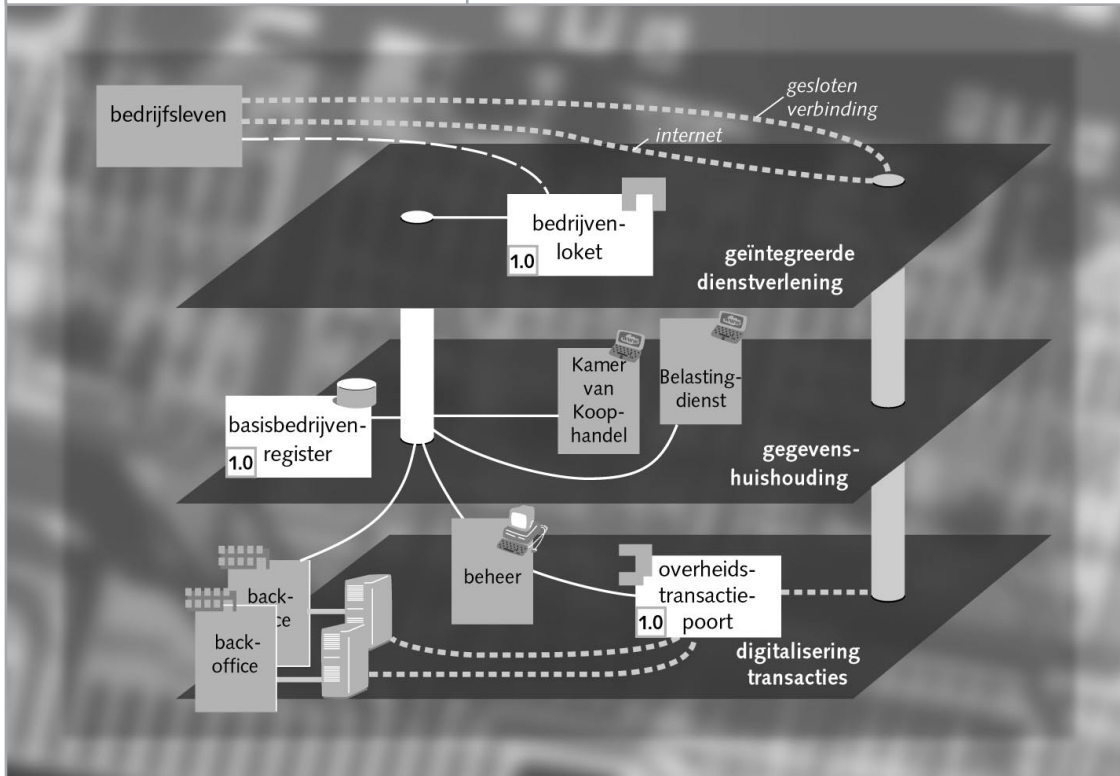 bedrijfsleven
gesloten
verbinding
internet
bedrijven-
loket
1.0
geïntegreerde
dienstverlening
Kamer
van
Koop-
handel
Belasting-
dienst
basisbedrijven-
register
1.0
gegevens-
huishouding
beheer
overheids-
transactie-
poort
1.0
back-
ice
back-
office
digitalisering
transacties